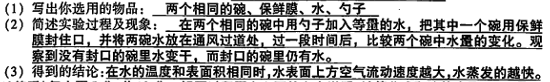 (1) 写出你选用的物品: 两个相同的碗、保鲜膜、水、勺子
(2) 简述实验过程及现象: 在两个相同的碗中用勺子加入等量的水,把其中一个碗用保鲜
膜封住口,并将两碗水放在通风过道处,过一段时间后,比较两个碗中水量的变化。观
察到没有封口的碗里水变干,而封口的碗里仍有水。
(3) 得到的结论:在水的温度和表面积相同时,水表面上方空气流动速度越大,水蒸发的越快。